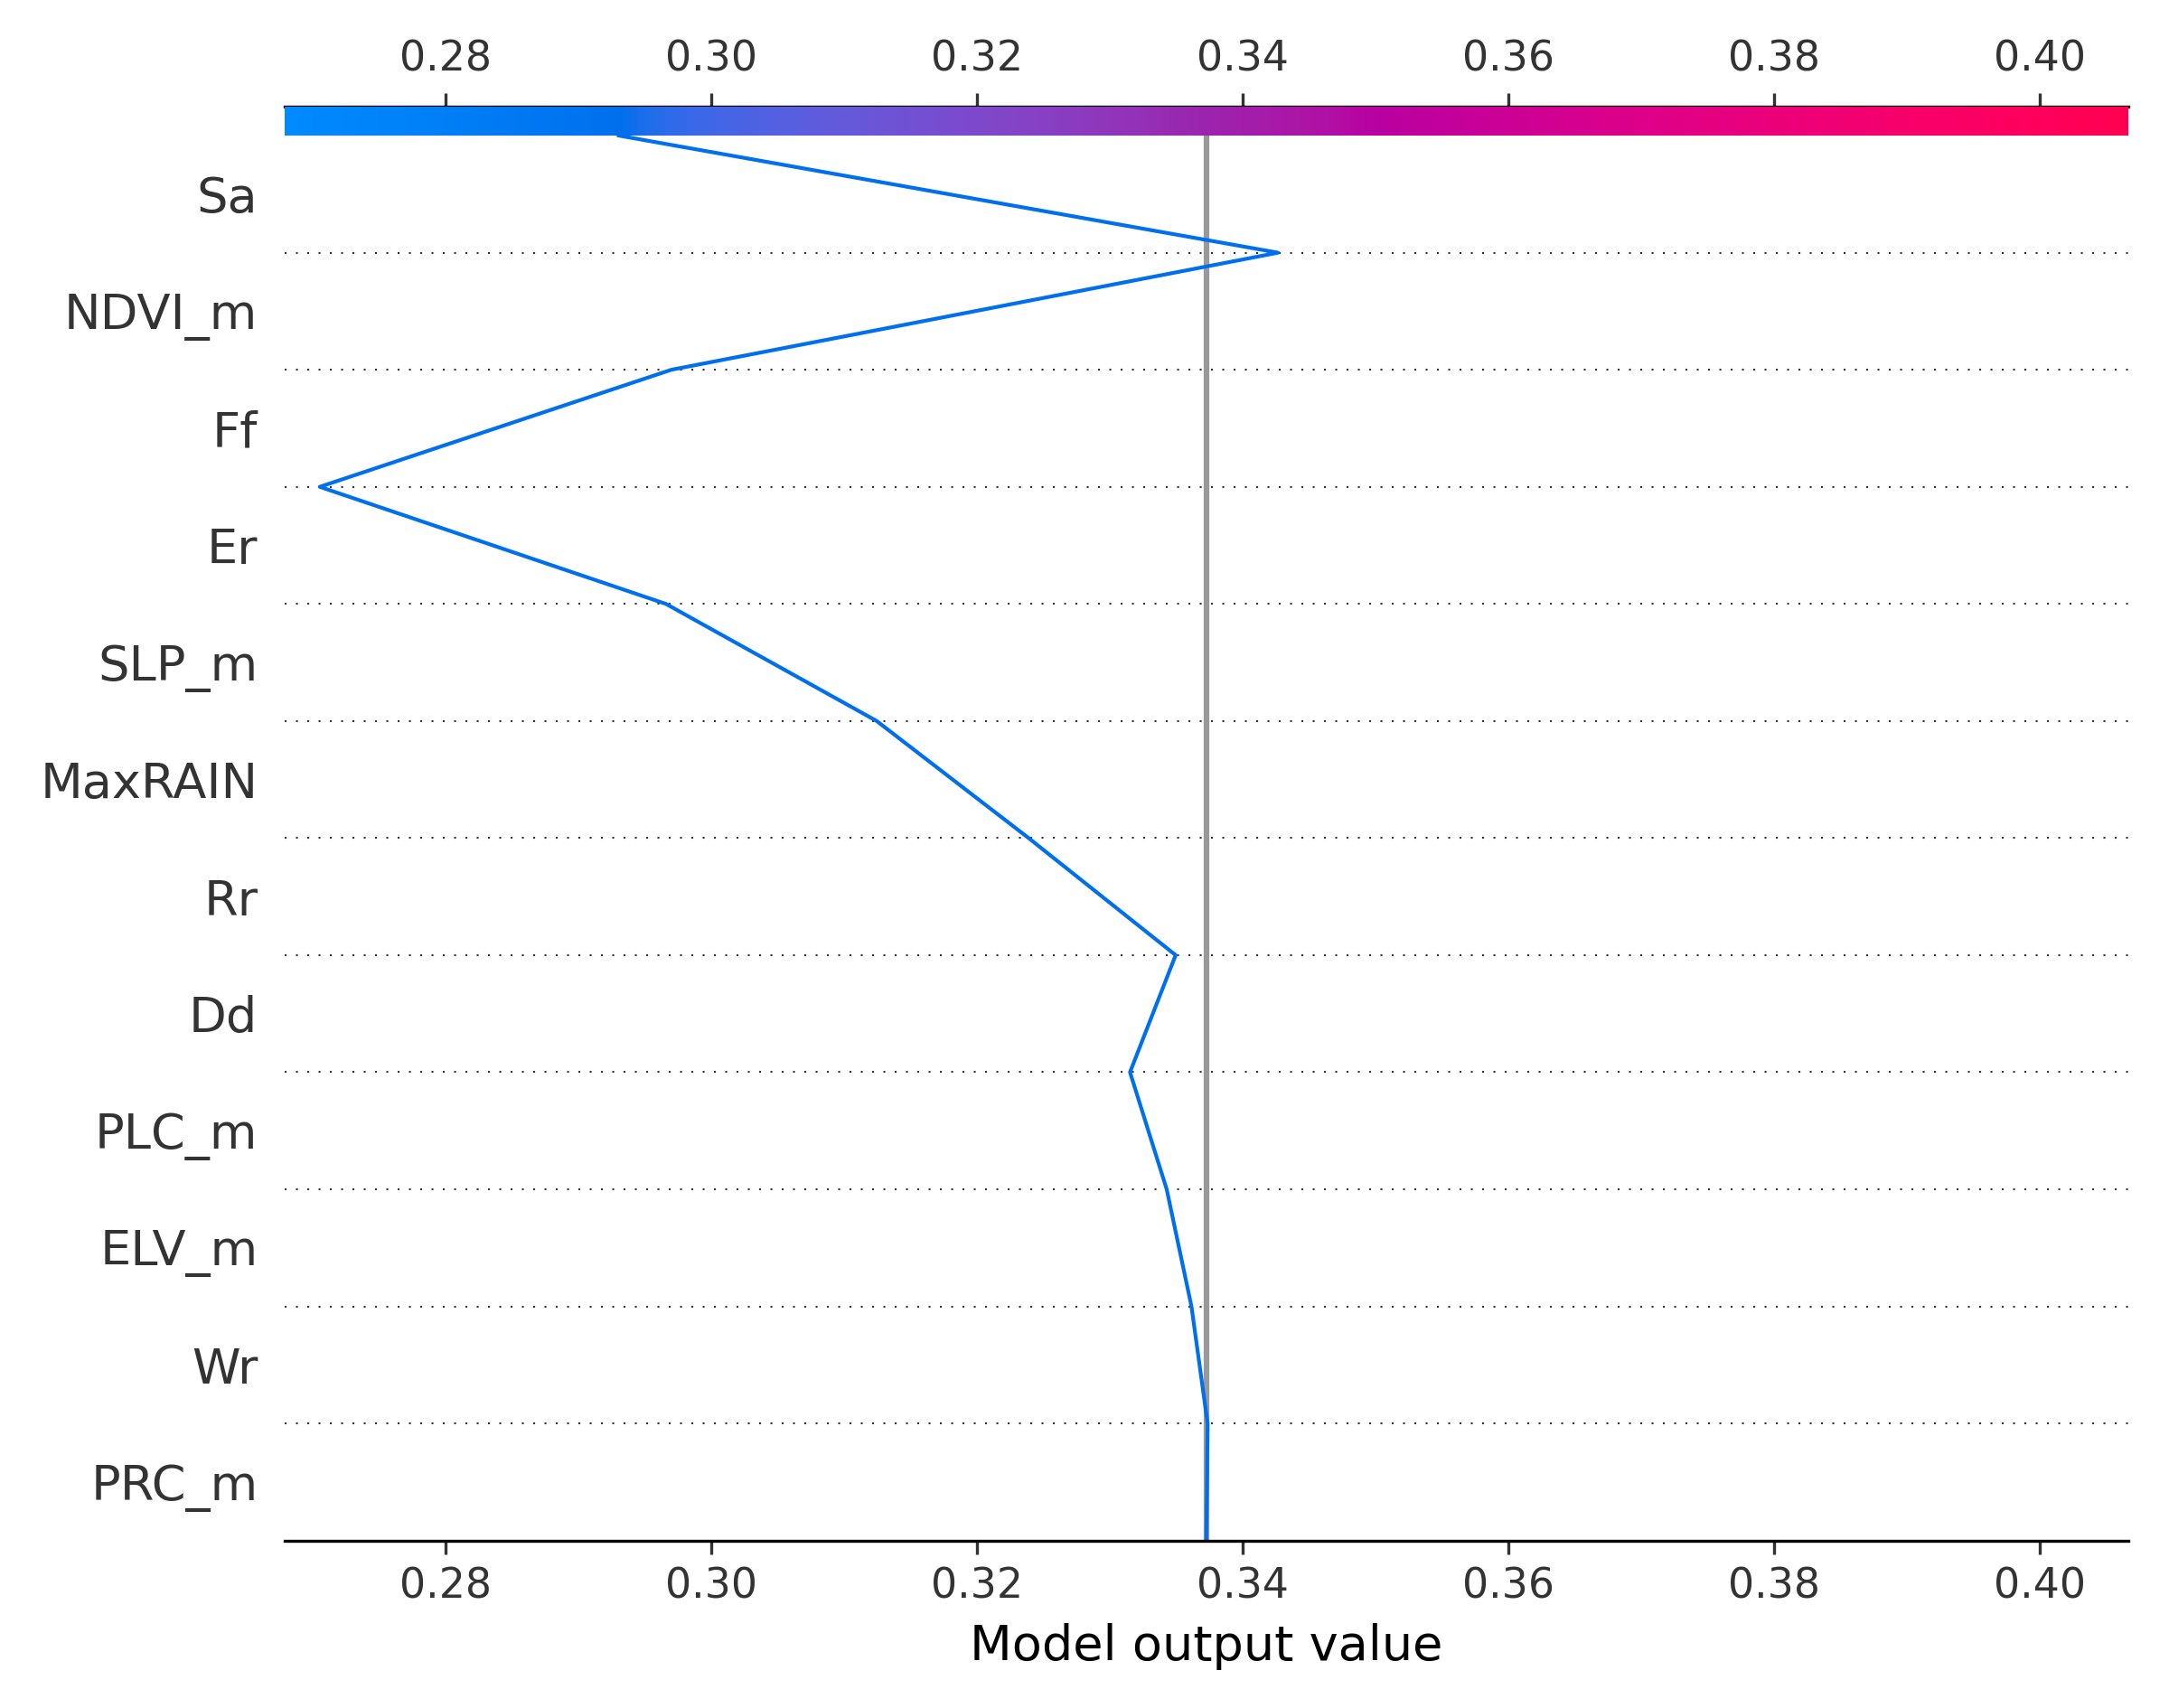 0.28 0.30 0.32 0.34 0.36 0.38 0.40
Sa
NDVI_m
Ff
Er
SLP_m
MaxRAIN
Rr
Dd
PLC_m
ELV_m
Wr
PRC_m
0.28 0.30 0.32 0.34 0.36 0.38 0.40
Model output value